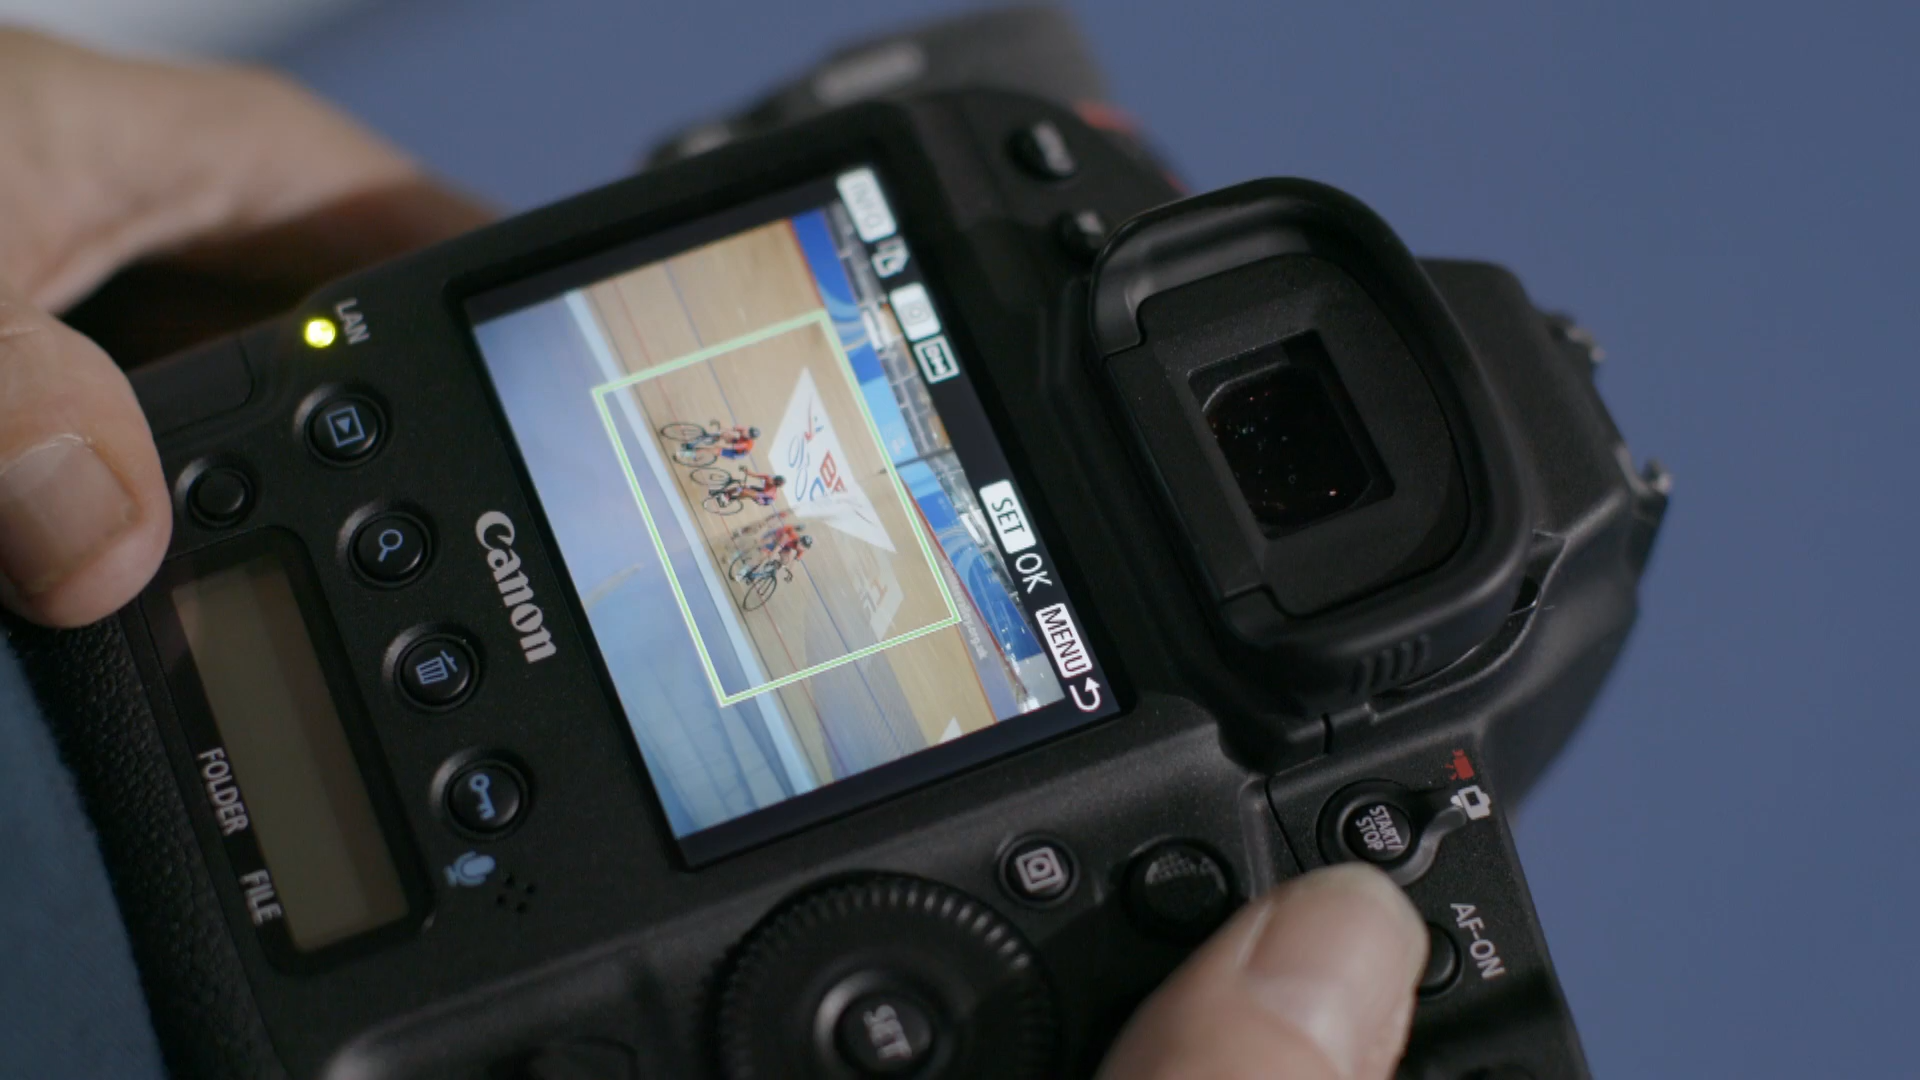 INFO
SET OK
MENU
LAN
Canon
FOLDER
FILE
START/
STOP
AF-ON
SET